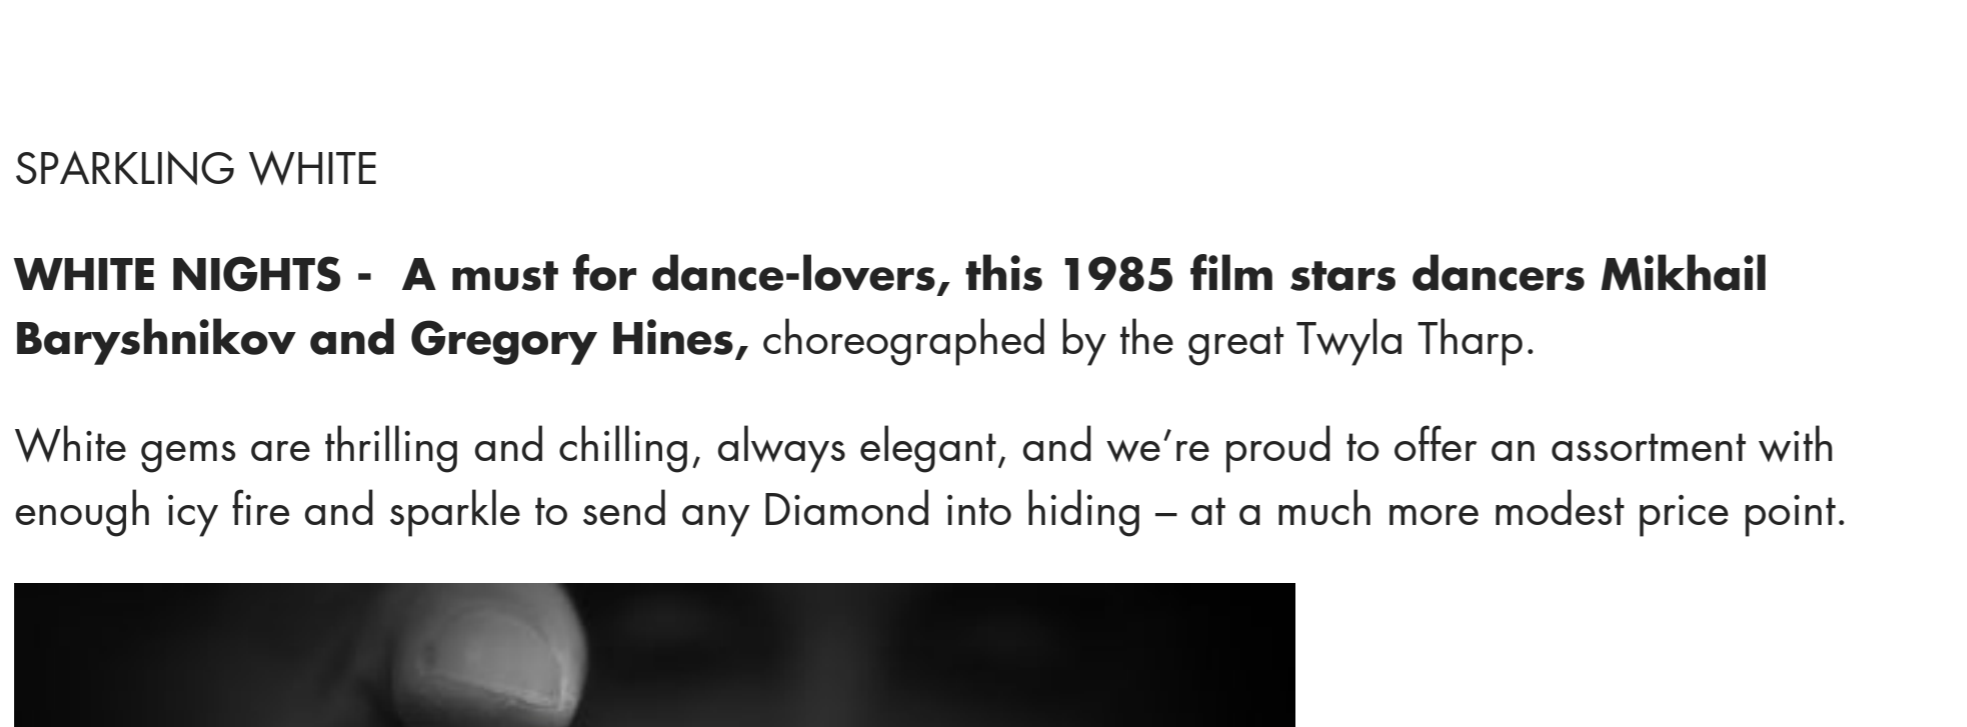 SPARKLING WHITE
WHITE NIGHTS -  A must for dance-lovers, this 1985 film stars dancers Mikhail
Baryshnikov and Gregory Hines, choreographed by the great Twyla Tharp.
White gems are thrilling and chilling, always elegant, and we’re proud to offer an assortment with
enough icy fire and sparkle to send any Diamond into hiding – at a much more modest price point.